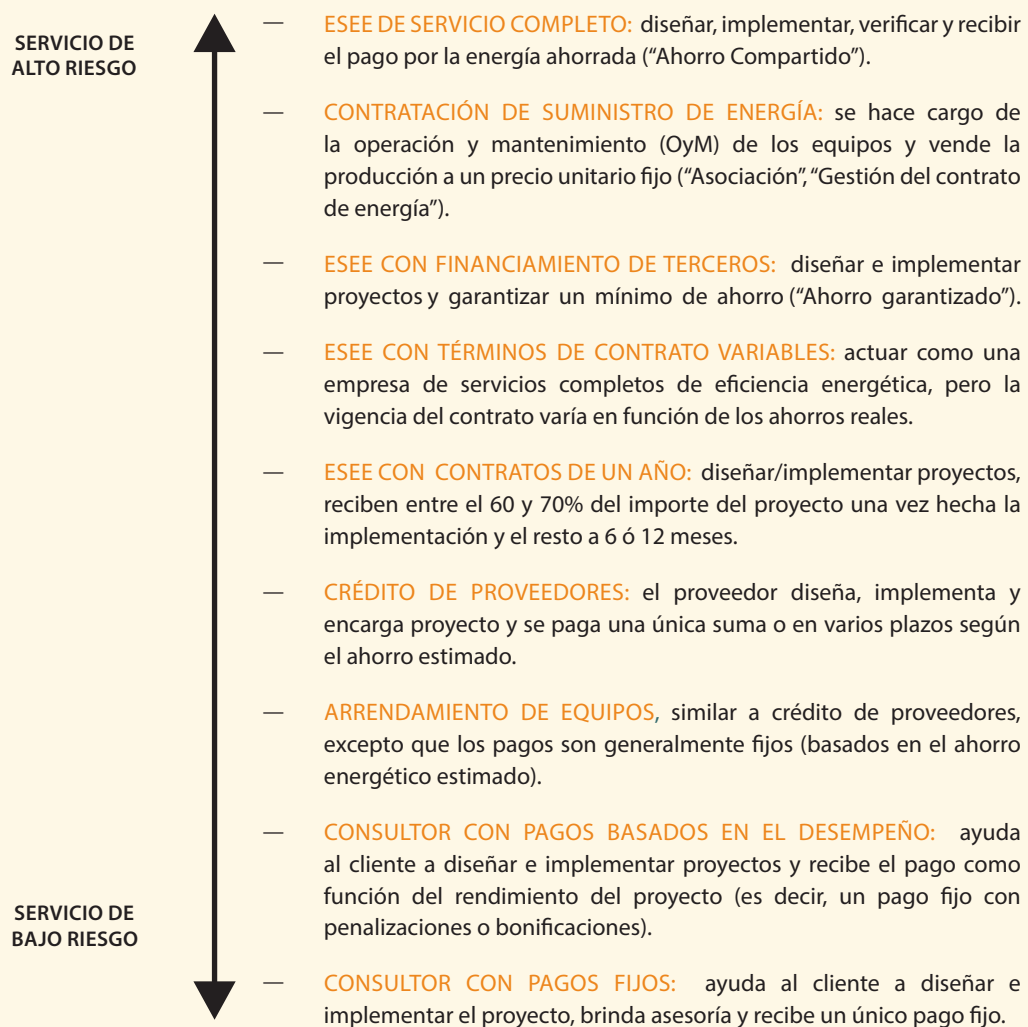 SERVICIO DE
ALTO RIESGO
— ESEE DE SERVICIO COMPLETO: diseñar, implementar, verificar y recibir
el pago por la energía ahorrada (“Ahorro Compartido”).
— CONTRATACIÓN DE SUMINISTRO DE ENERGÍA: se hace cargo de
la operación y mantenimiento (OyM) de los equipos y vende la
producción a un precio unitario fijo (“Asociación”, “Gestión del contrato
de energía”).
— ESEE CON FINANCIAMIENTO DE TERCEROS: diseñar e implementar
proyectos y garantizar un mínimo de ahorro (“Ahorro garantizado”).
— ESEE CON TÉRMINOS DE CONTRATO VARIABLES: actuar como una
empresa de servicios completos de eficiencia energética, pero la
vigencia del contrato varía en función de los ahorros reales.
— ESEE CON CONTRATOS DE UN AÑO: diseñar/implementar proyectos,
reciben entre el 60 y 70% del importe del proyecto una vez hecha la
implementación y el resto a 6 ó 12 meses.
— CRÉDITO DE PROVEEDORES: el proveedor diseña, implementa y
encarga proyecto y se paga una única suma o en varios plazos según
el ahorro estimado.
— ARRENDAMIENTO DE EQUIPOS, similar a crédito de proveedores,
excepto que los pagos son generalmente fijos (basados en el ahorro
energético estimado).
— CONSULTOR CON PAGOS BASADOS EN EL DESEMPEÑO: ayuda
al cliente a diseñar e implementar proyectos y recibe el pago como
función del rendimiento del proyecto (es decir, un pago fijo con
penalizaciones o bonificaciones).
SERVICIO DE
BAJO RIESGO
— CONSULTOR CON PAGOS FIJOS: ayuda al cliente a diseñar e
implementar el proyecto, brinda asesoría y recibe un único pago fijo.